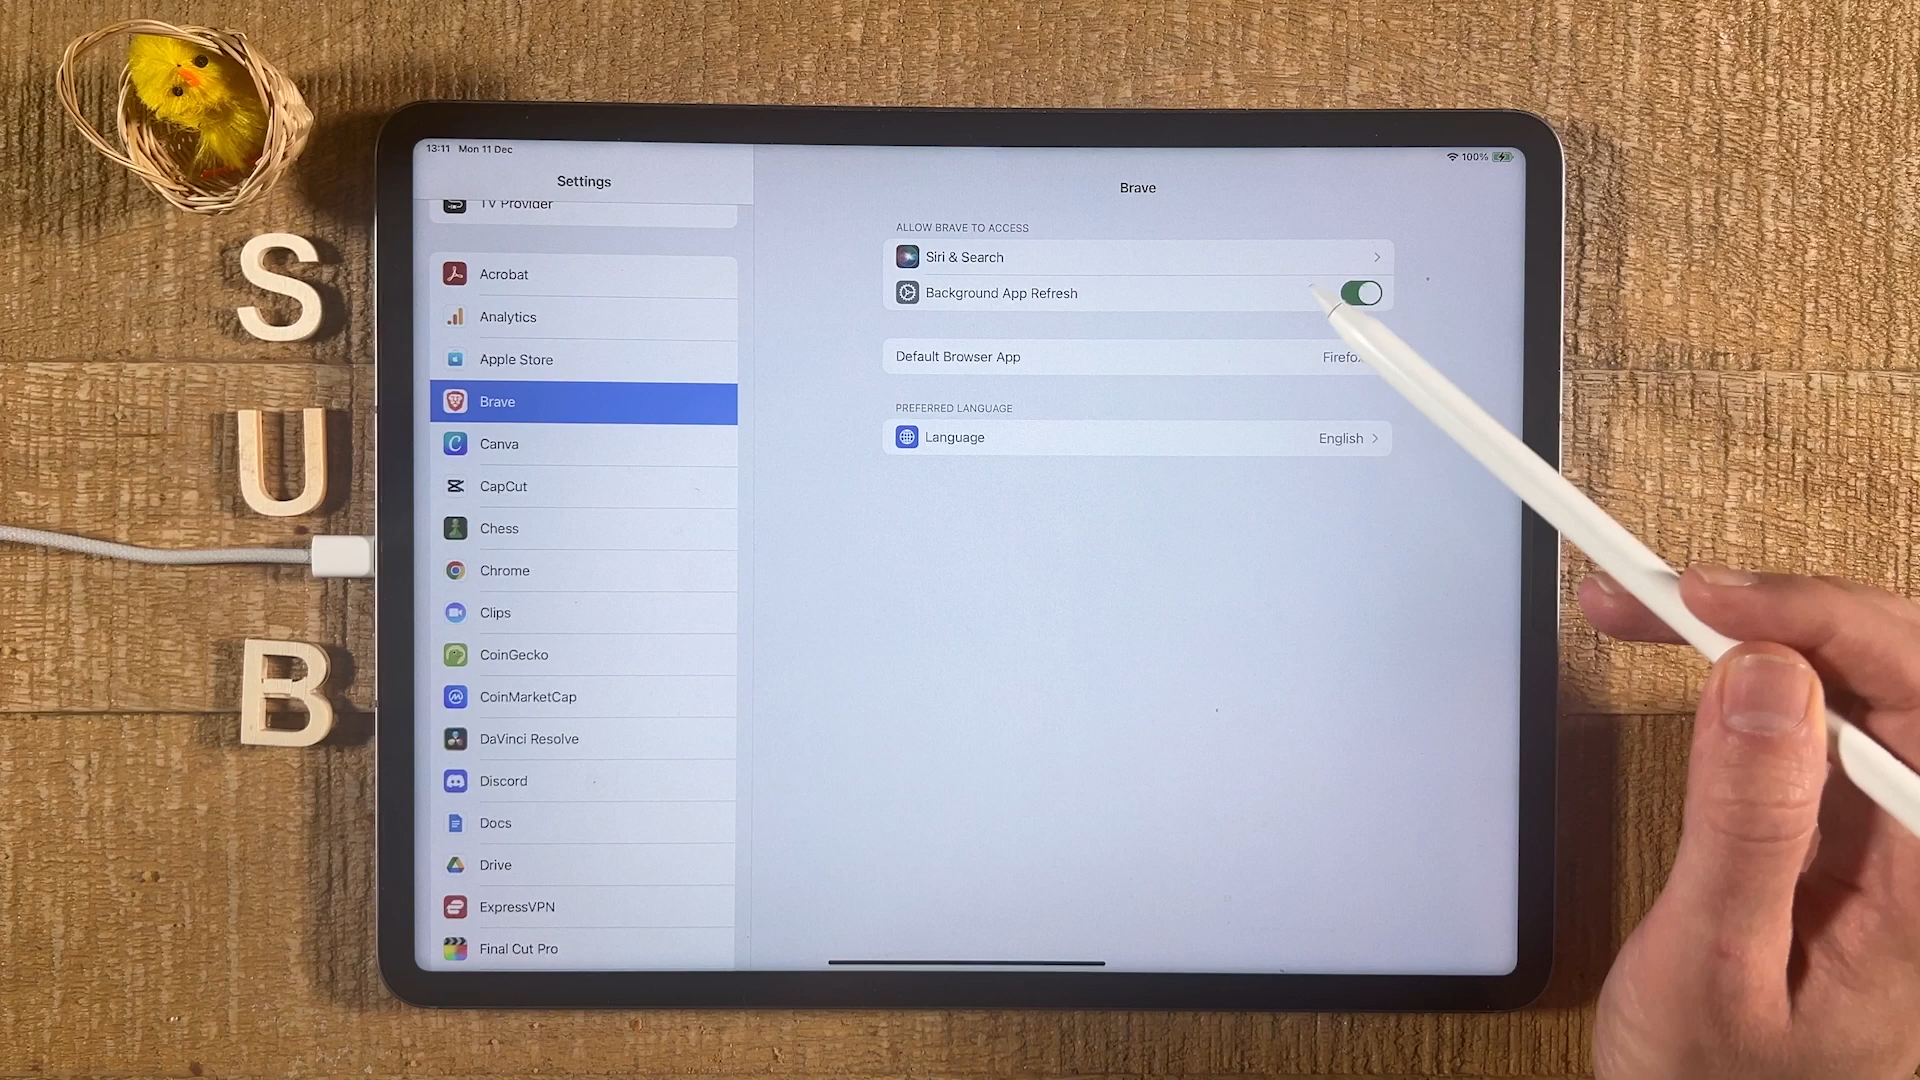 13:11 Mon 11 Dec
100%
Settings
TV Provider
Acrobat
Analytics
Apple Store
Brave
Canva
CapCut
Chess
Chrome
Clips
CoinGecko
CoinMarketCap
DaVinci Resolve
Discord
Docs
Drive
ExpressVPN
Final Cut Pro
Brave
ALLOW BRAVE TO ACCESS
Siri & Search
Background App Refresh
Default Browser App Firefox
PREFERRED LANGUAGE
Language English
S
U
B